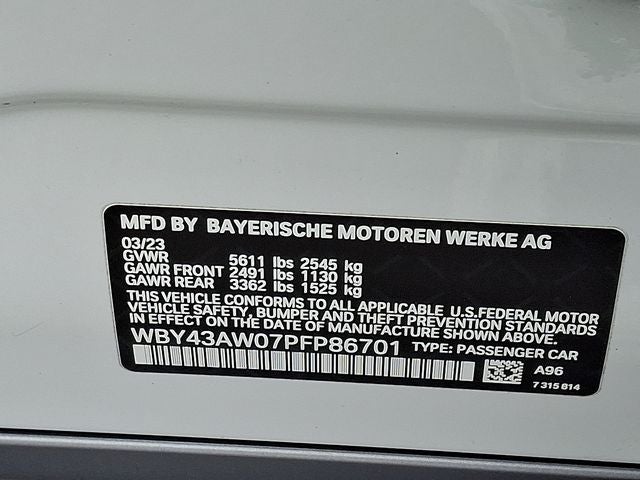 MFD BY BAYERISCHE MOTOREN WERKE AG
03/23
GVWR 5611 lbs 2545 kg
GAWR FRONT 2491 lbs 1130 kg
GAWR REAR 3362 lbs 1525 kg
THIS VEHICLE CONFORMS TO ALL APPLICABLE U.S.FEDERAL MOTOR
VEHICLE SAFETY, BUMPER AND THEFT PREVENTION STANDARDS
IN EFFECT ON THE DATE OF MANUFACTURE SHOWN ABOVE.
WBY43AW07PFP86701 TYPE: PASSENGER CAR
A96
7 315 814